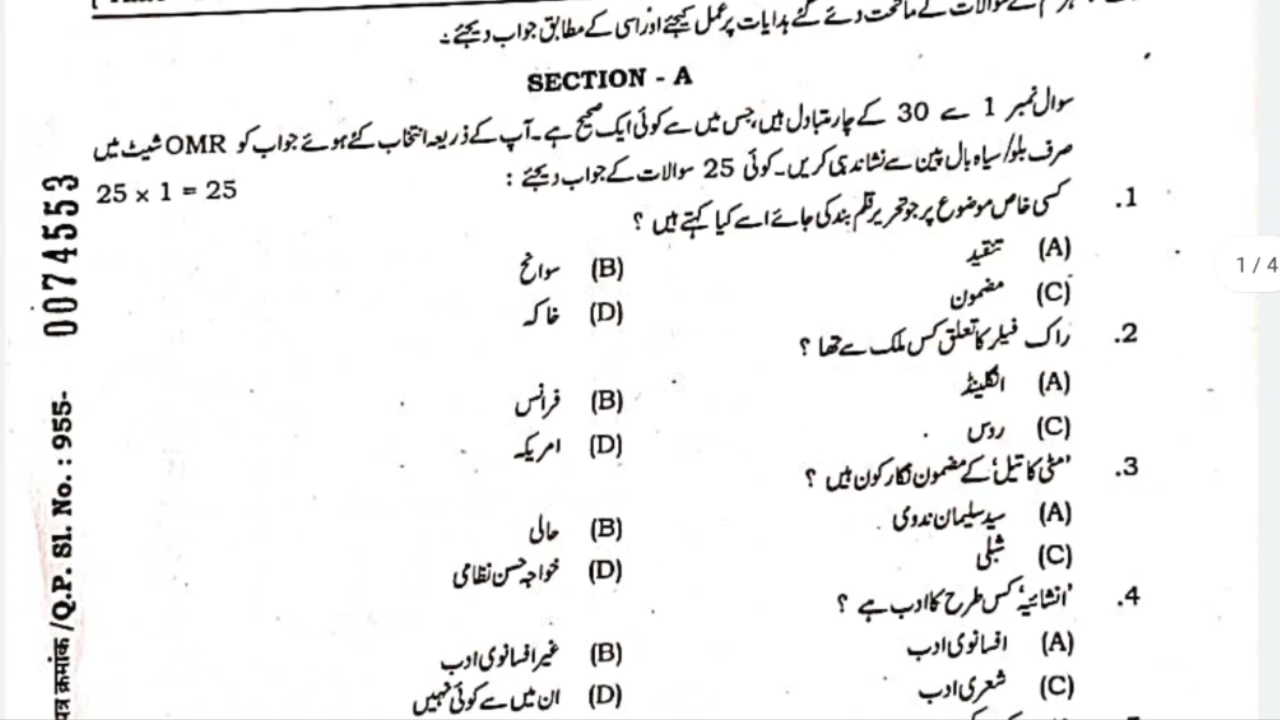 ہدایات پر عمل کیجئے اور اسی کے مطابق جواب دیجئے :
SECTION - A
سوال نمبر 1 سے 30 کے چار متبادل ہیں، جس میں سے کوئی ایک صحیح ہے۔ آپ کے ذریعہ انتخاب کئے ہوئے جواب کو OMR شیٹ میں
صرف بلو/سیاہ بال پین سے نشاندہی کریں۔ کوئی 25 سوالات کے جواب دیجئے :
25 × 1 = 25
1. کسی خاص موضوع پر جو تحریر قلم بند کی جائے اسے کیا کہتے ہیں ؟
(A) تنقید (B) سوانح
(C) مضمون (D) خاکہ
2. راک فیلر کا تعلق کس ملک سے تھا ؟
(A) انگلینڈ (B) فرانس
(C) روس (D) امریکہ
3. 'مٹی کا تیل' کے مضمون نگار کون ہیں ؟
(A) سید سلیمان ندوی (B) حالی
(C) شبلی (D) خواجہ حسن نظامی
4. 'انشائیہ' کس طرح کا ادب ہے ؟
(A) افسانوی ادب (B) غیر افسانوی ادب
(C) شعری ادب (D) ان میں سے کوئی نہیں
0074553
पत्र क्रमांक / Q.P. Sl. No. : 955-
1 / 4